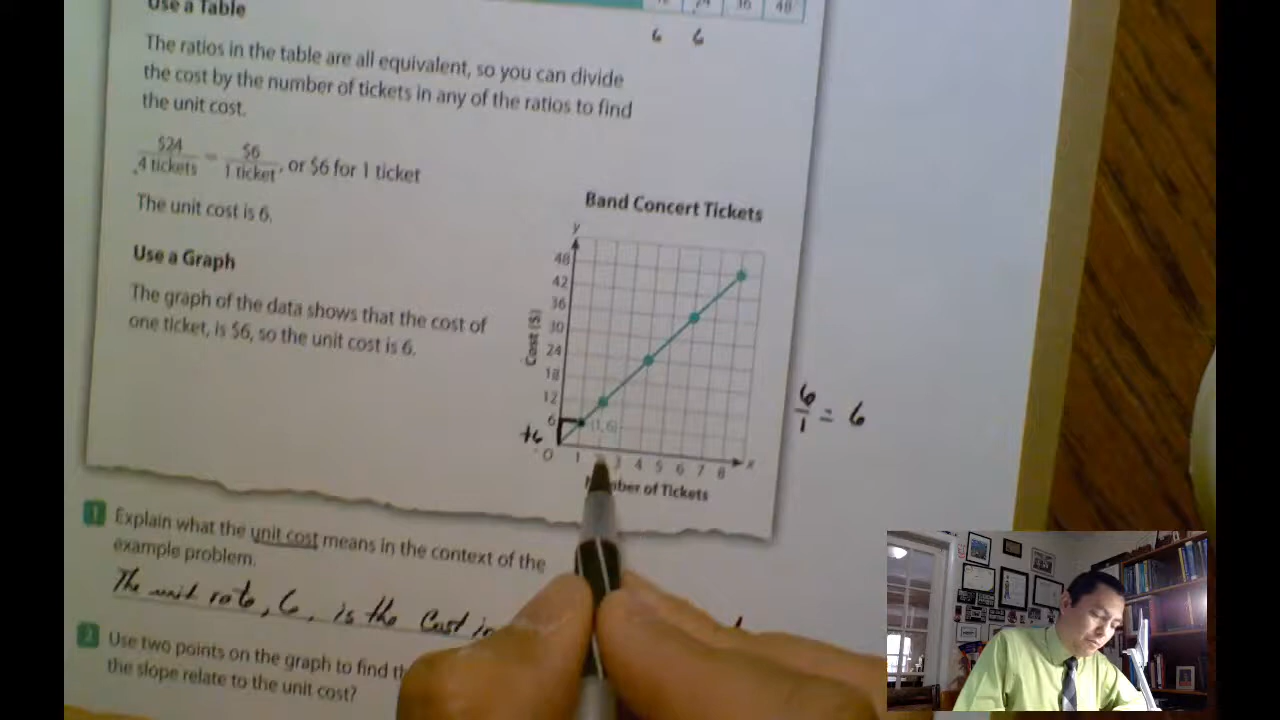 Use a Table
24 36 48
6 6
The ratios in the table are all equivalent, so you can divide
the cost by the number of tickets in any of the ratios to find
the unit cost.
$24 / 4 tickets = $6 / 1 ticket, or $6 for 1 ticket
The unit cost is 6.
Use a Graph
The graph of the data shows that the cost of
one ticket, is $6, so the unit cost is 6.
Band Concert Tickets
y
48
42
36
30
24
18
12
6
+6
(1, 6)
Cost ($)
0 1 3 4 5 6 7 8 x
Number of Tickets
6/1 = 6
1 Explain what the unit cost means in the context of the
example problem.
The unit rate, 6, is the cost
2 Use two points on the graph to find
the slope relate to the unit cost?